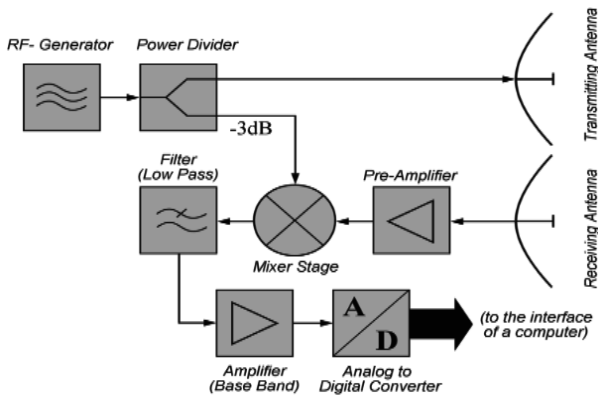 RF- Generator
Power Divider
Transmitting Antenna
-3dB
Filter
(Low Pass)
Pre-Amplifier
Receiving Antenna
Mixer Stage
A
D
(to the interface
of a computer)
Amplifier
(Base Band)
Analog to
Digital Converter